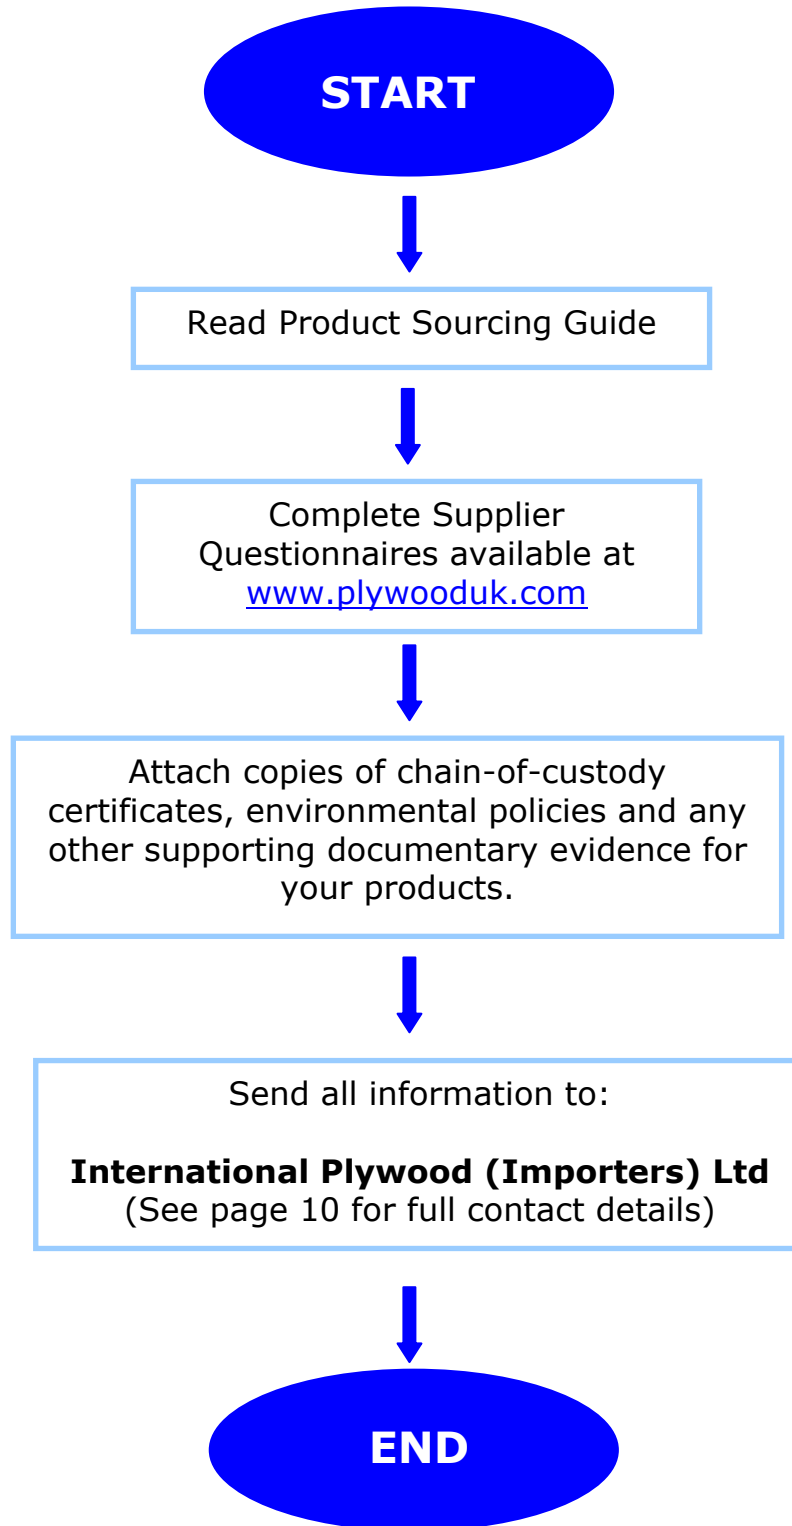 START
Read Product Sourcing Guide
Complete Supplier
Questionnaires available at
www.plywooduk.com
Attach copies of chain-of-custody
certificates, environmental policies and any
other supporting documentary evidence for
your products.
Send all information to:
International Plywood (Importers) Ltd
(See page 10 for full contact details)
END